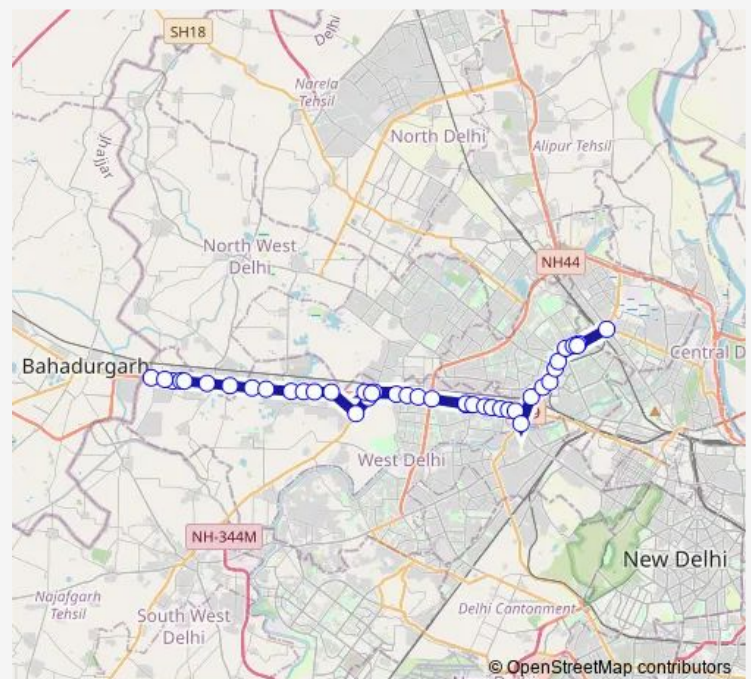 SH18
Delhi
Narela
Tehsil
North Delhi
Alipur Tehsil
Jhajjar
North West
Delhi
NH44
Bahadurgarh
Central D
9
West Delhi
NH-344M
New Delhi
Najafgarh
Tehsil
South West
Delhi
Delhi Cantonment
© OpenStreetMap contributors